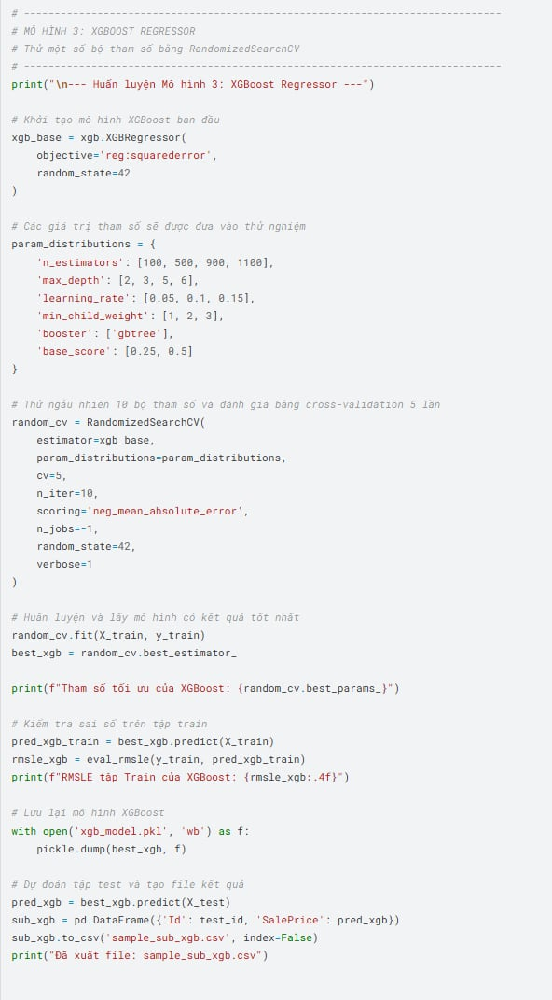 # ---------------------------------------------------------------------------
# MÔ HÌNH 3: XGBOOST REGRESSOR
# Thử một số bộ tham số bằng RandomizedSearchCV
# ---------------------------------------------------------------------------
print("\n--- Huấn luyện Mô hình 3: XGBoost Regressor ---")

# Khởi tạo mô hình XGBoost ban đầu
xgb_base = xgb.XGBRegressor(
    objective='reg:squarederror',
    random_state=42
)

# Các giá trị tham số sẽ được đưa vào thử nghiệm
param_distributions = {
    'n_estimators': [100, 500, 900, 1100],
    'max_depth': [2, 3, 5, 6],
    'learning_rate': [0.05, 0.1, 0.15],
    'min_child_weight': [1, 2, 3],
    'booster': ['gbtree'],
    'base_score': [0.25, 0.5]
}

# Thử ngẫu nhiên 10 bộ tham số và đánh giá bằng cross-validation 5 lần
random_cv = RandomizedSearchCV(
    estimator=xgb_base,
    param_distributions=param_distributions,
    cv=5,
    n_iter=10,
    scoring='neg_mean_absolute_error',
    n_jobs=-1,
    random_state=42,
    verbose=1
)

# Huấn luyện và lấy mô hình có kết quả tốt nhất
random_cv.fit(X_train, y_train)
best_xgb = random_cv.best_estimator_

print(f"Tham số tối ưu của XGBoost: {random_cv.best_params_}")

# Kiểm tra sai số trên tập train
pred_xgb_train = best_xgb.predict(X_train)
rmsle_xgb = eval_rmsle(y_train, pred_xgb_train)
print(f"RMSLE tập Train của XGBoost: {rmsle_xgb:.4f}")

# Lưu lại mô hình XGBoost
with open('xgb_model.pkl', 'wb') as f:
    pickle.dump(best_xgb, f)

# Dự đoán tập test và tạo file kết quả
pred_xgb = best_xgb.predict(X_test)
sub_xgb = pd.DataFrame({'Id': test_id, 'SalePrice': pred_xgb})
sub_xgb.to_csv('sample_sub_xgb.csv', index=False)
print("Đã xuất file: sample_sub_xgb.csv")